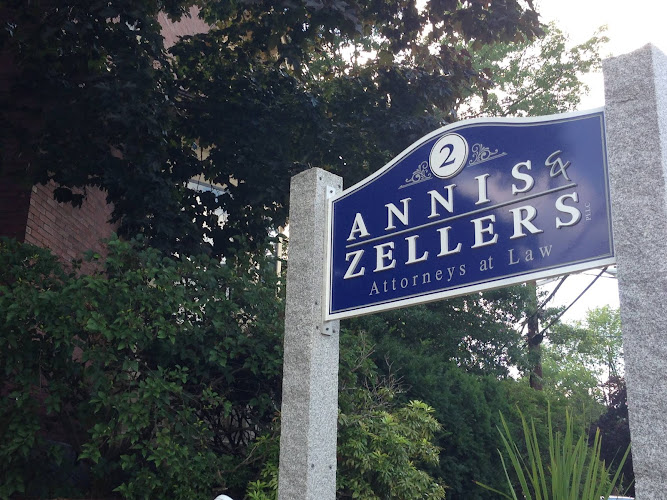 2
ANNIS &
ZELLERS PLLC
Attorneys at Law